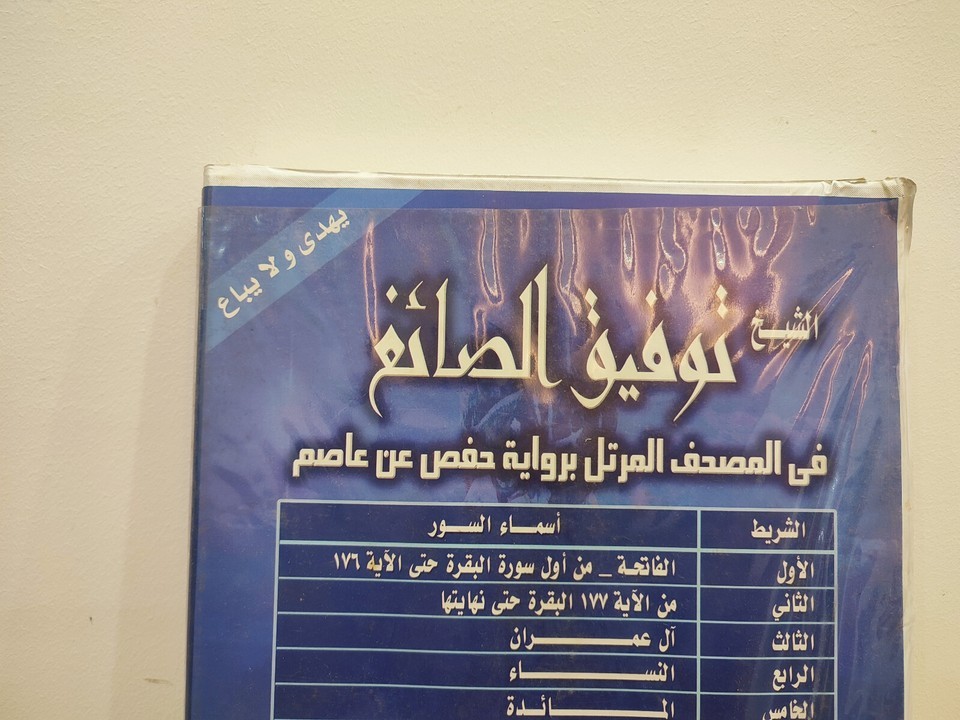 يهدى ولا يباع
الشيخ توفيق الصائغ
فى المصحف المرتل برواية حفص عن عاصم
الشريط أسماء السور
الأول الفاتحة _ من أول سورة البقرة حتى الآية ١٧٦
الثاني من الآية ١٧٧ البقرة حتى نهايتها
الثالث آل عمران
الرابع النساء
الخامس المائدة